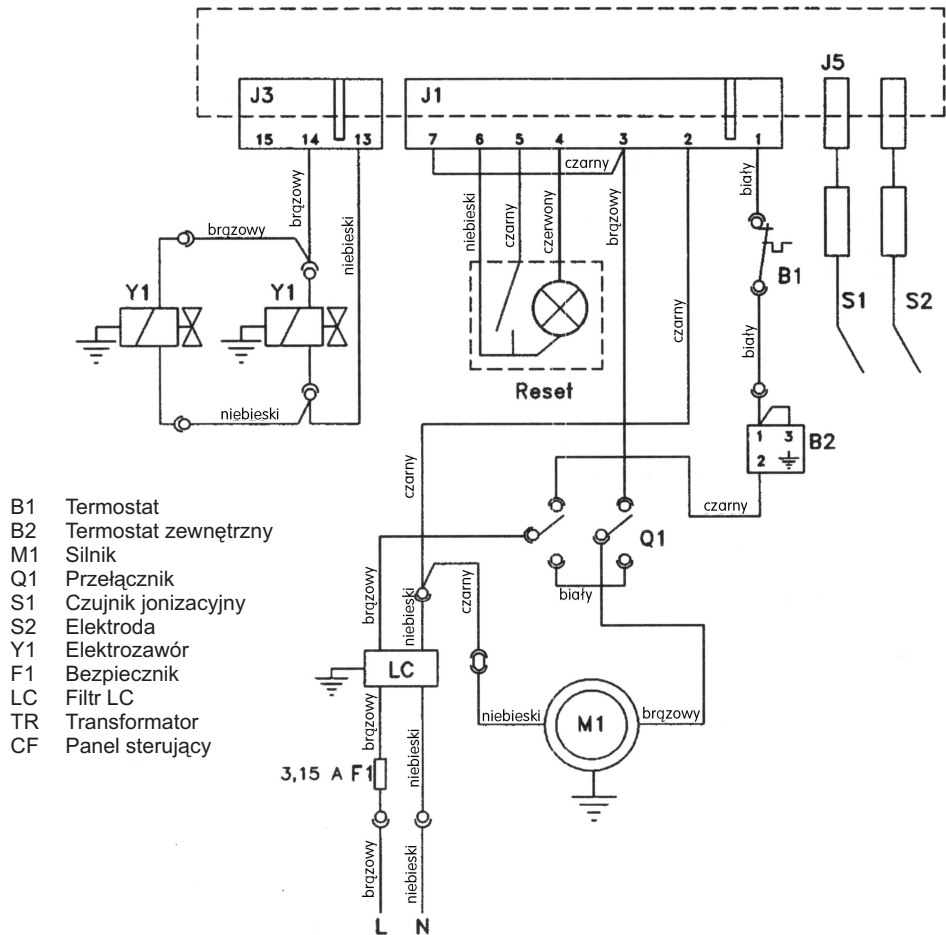 J5
J3
J1
15 14 13
7 6 5 4 3 2 1
czarny
brązowy
niebieski
niebieski
czarny
czerwony
brązowy
czarny
biały
brązowy
Y1
Y1
B1
S1
S2
biały
Reset
niebieski
1 3
2
B2
czarny
czarny
Q1
biały
brązowy
niebieski
czarny
LC
niebieski
M1
brązowy
brązowy
niebieski
3,15 A F1
brązowy
niebieski
L N
B1 Termostat
B2 Termostat zewnętrzny
M1 Silnik
Q1 Przełącznik
S1 Czujnik jonizacyjny
S2 Elektroda
Y1 Elektrozawór
F1 Bezpiecznik
LC Filtr LC
TR Transformator
CF Panel sterujący